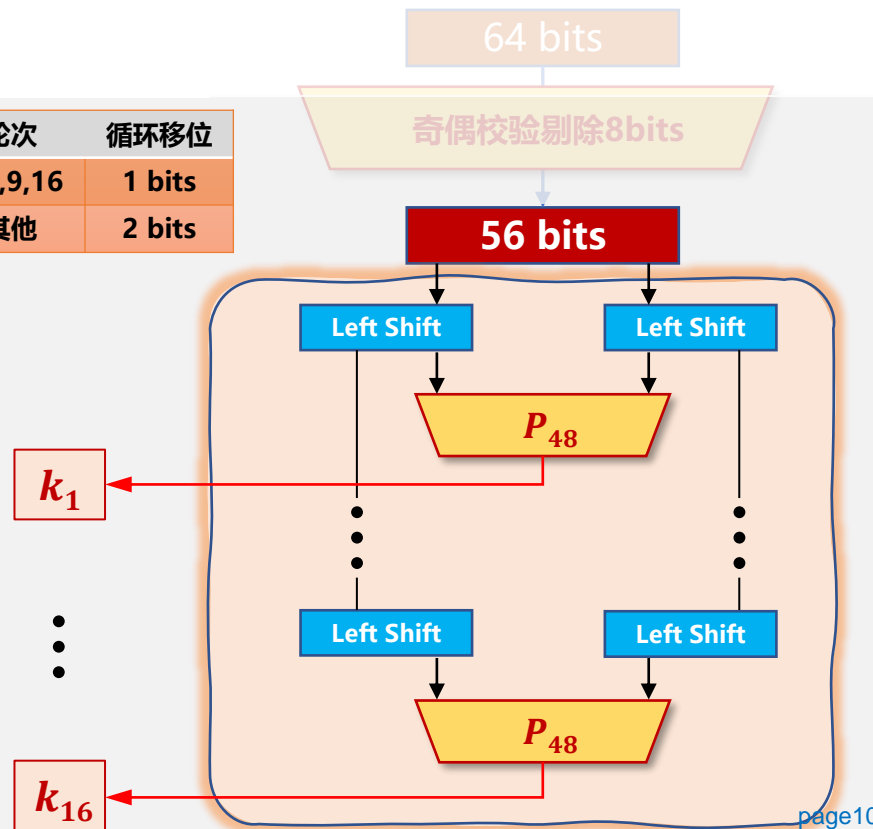 64 bits
奇偶校验剔除8bits
次 循环移位
,9,16 1 bits
他 2 bits
56 bits
Left Shift Left Shift
P48
k1
Left Shift Left Shift
P48
k16
page10